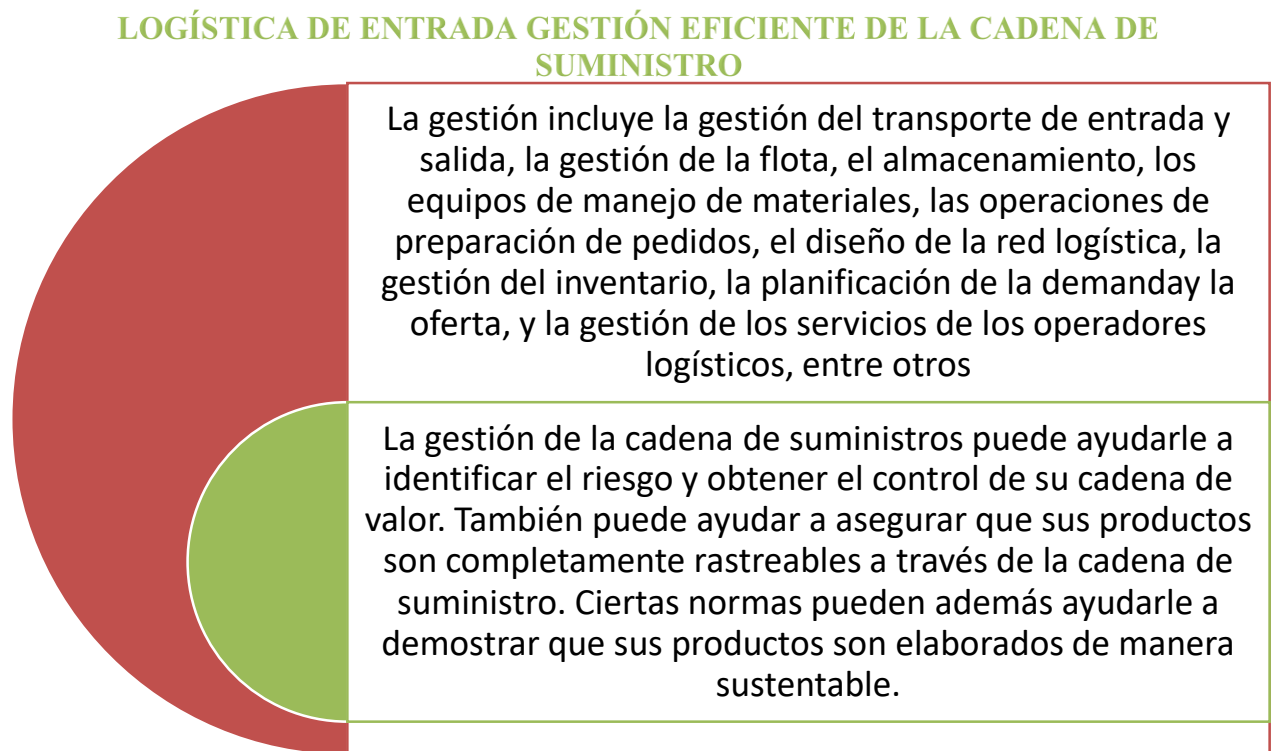 LOGÍSTICA DE ENTRADA GESTIÓN EFICIENTE DE LA CADENA DE
SUMINISTRO
La gestión incluye la gestión del transporte de entrada y
salida, la gestión de la flota, el almacenamiento, los
equipos de manejo de materiales, las operaciones de
preparación de pedidos, el diseño de la red logística, la
gestión del inventario, la planificación de la demanday la
oferta, y la gestión de los servicios de los operadores
logísticos, entre otros
La gestión de la cadena de suministros puede ayudarle a
identificar el riesgo y obtener el control de su cadena de
valor. También puede ayudar a asegurar que sus productos
son completamente rastreables a través de la cadena de
suministro. Ciertas normas pueden además ayudarle a
demostrar que sus productos son elaborados de manera
sustentable.